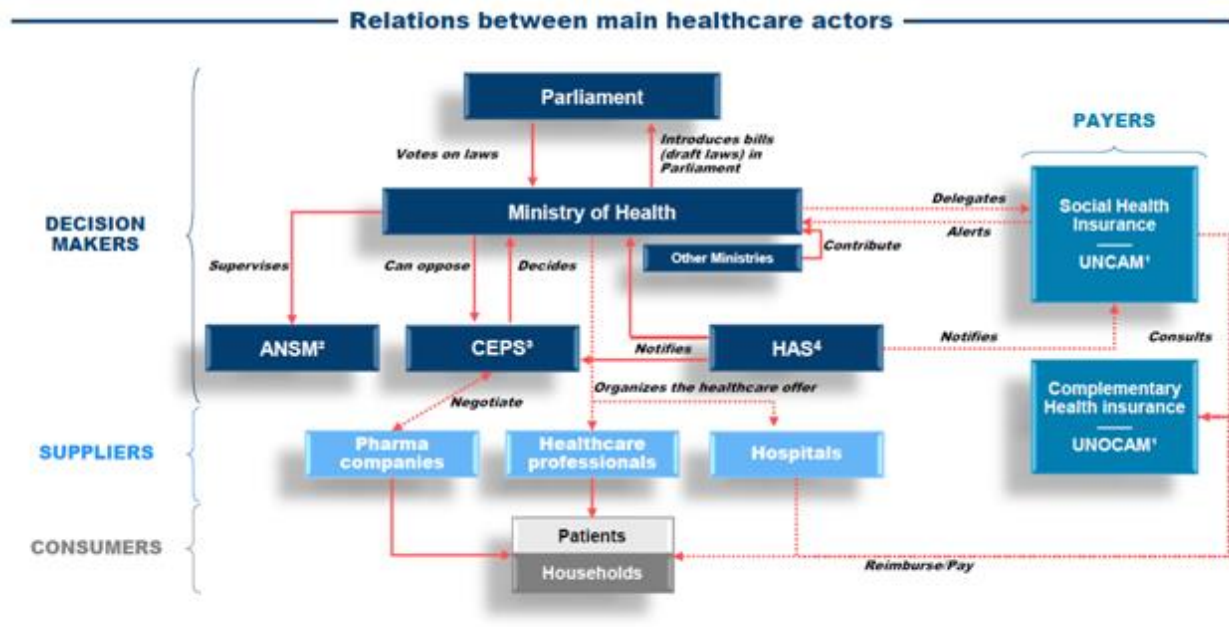 Relations between main healthcare actors
Parliament
PAYERS
Votes on laws
Introduces bills
(draft laws) in
Parliament
DECISION
MAKERS
Ministry of Health
Delegates
Social Health
Insurance
UNCAM¹
Alerts
Other Ministries
Contribute
Supervises
Can oppose
Decides
ANSM²
CEPS³
Notifies
HAS⁴
Notifies
Consults
Organizes the healthcare offer
Complementary
Health insurance
UNOCAM¹
Negotiate
SUPPLIERS
Pharma
companies
Healthcare
professionals
Hospitals
CONSUMERS
Patients
Households
Reimburse/Pay